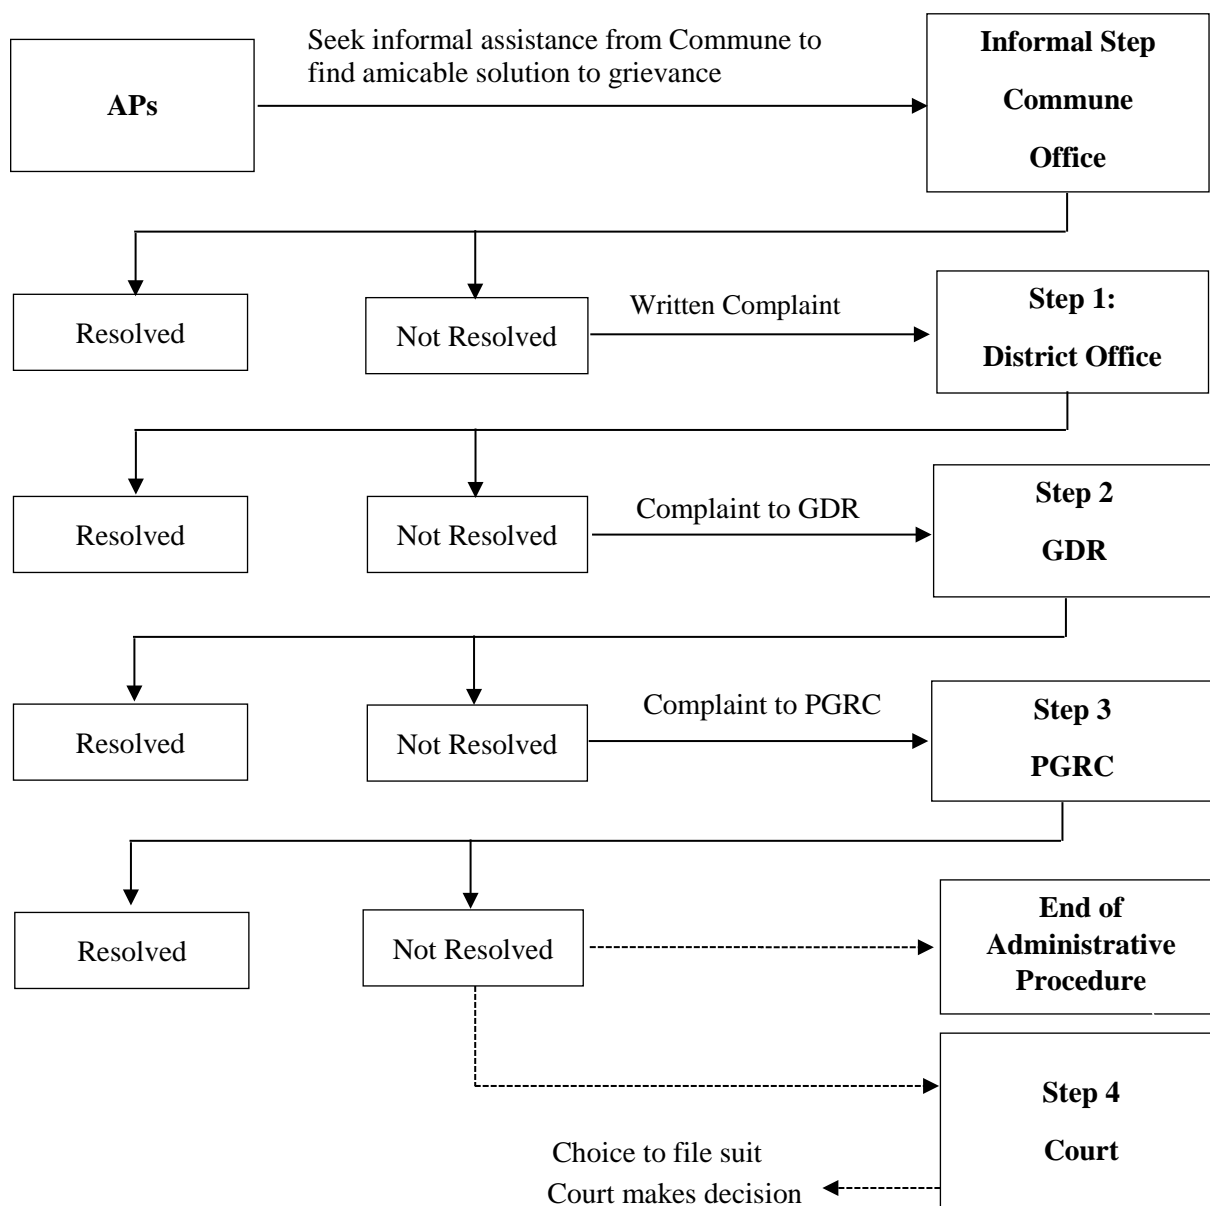 APs
Seek informal assistance from Commune to
find amicable solution to grievance
Informal Step
Commune
Office
Resolved
Not Resolved
Written Complaint
Step 1:
District Office
Resolved
Not Resolved
Complaint to GDR
Step 2
GDR
Resolved
Not Resolved
Complaint to PGRC
Step 3
PGRC
Resolved
Not Resolved
End of
Administrative
Procedure
Step 4
Court
Choice to file suit
Court makes decision